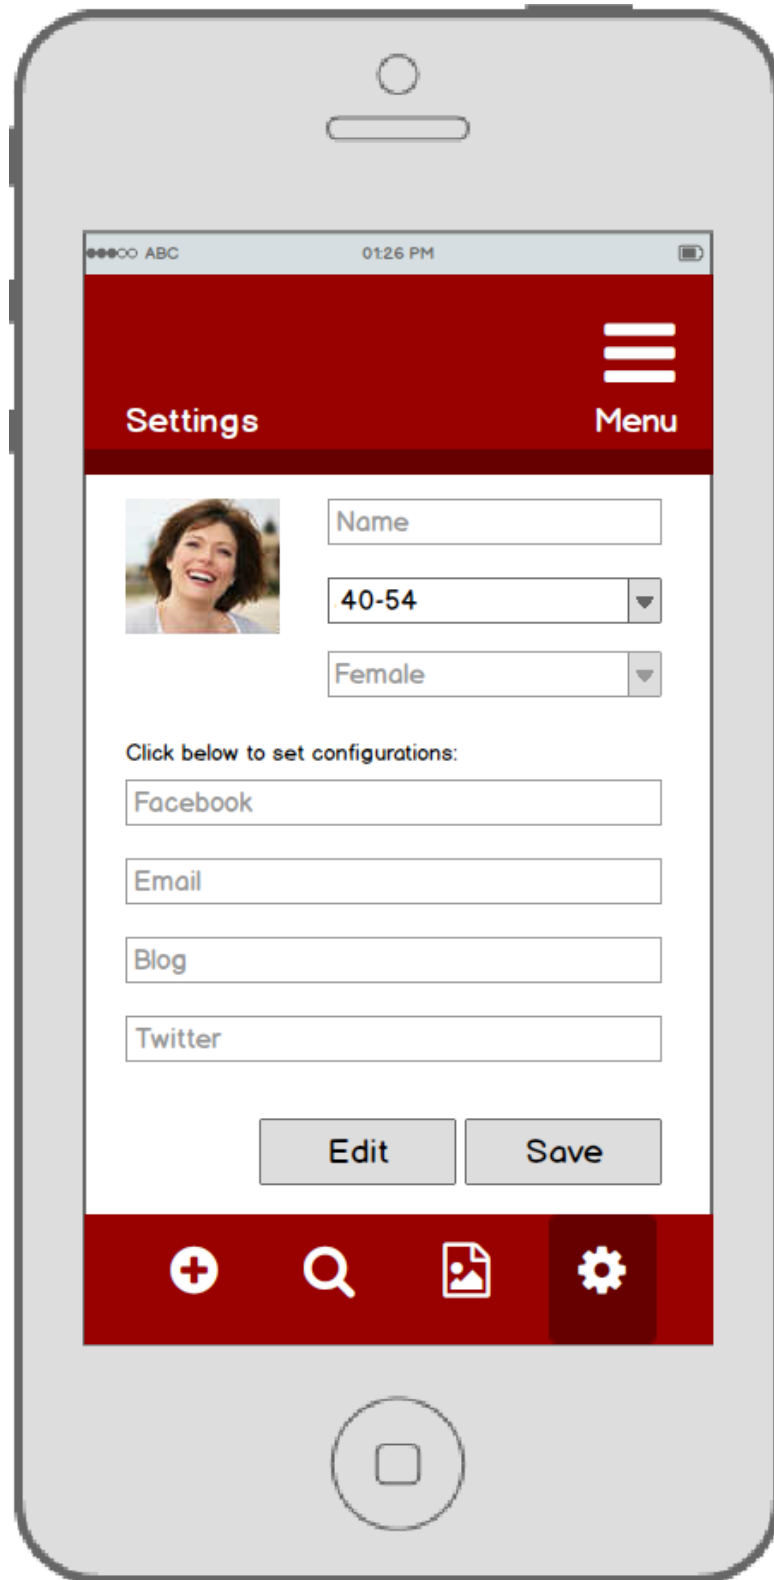 ABC 01:26 PM
Settings Menu
Name
40-54
Female
Click below to set configurations:
Facebook
Email
Blog
Twitter
Edit Save